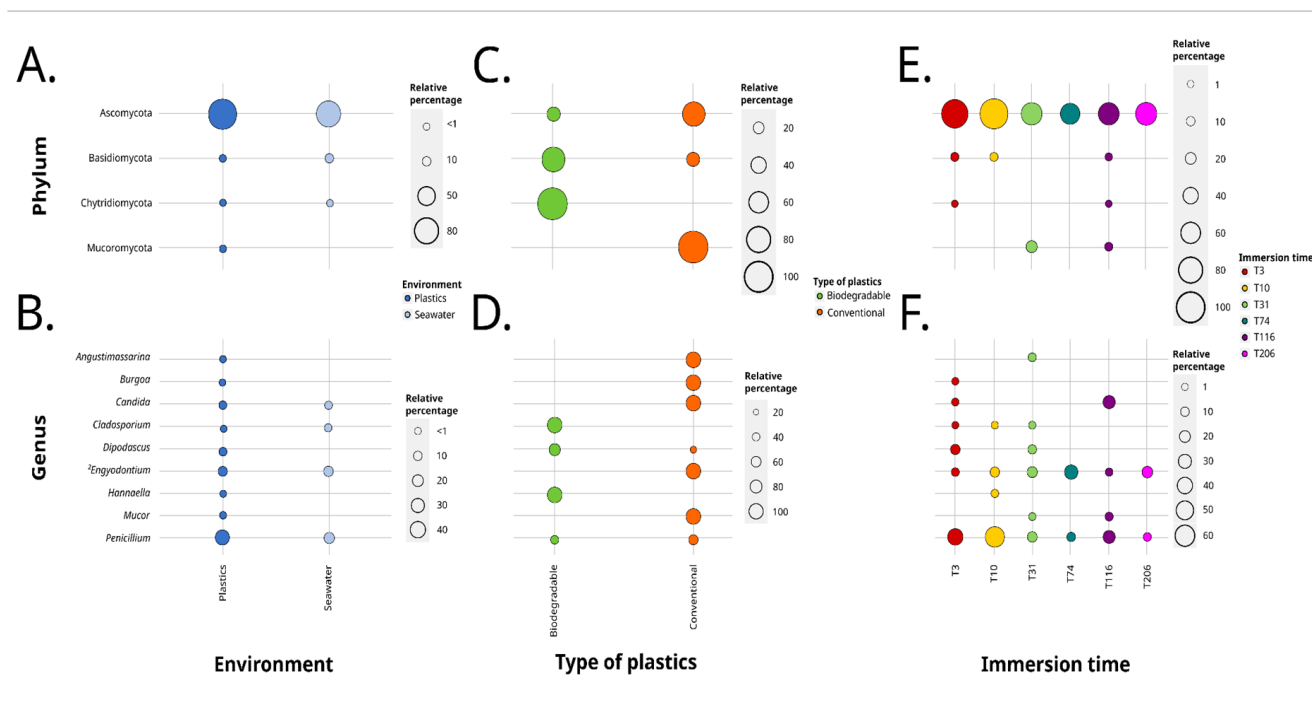 A.
C.
E.
Phylum
Ascomycota
Basidiomycota
Chytridiomycota
Mucoromycota
Relative
percentage
<1
10
50
80
Environment
Plastics
Seawater
Relative
percentage
20
40
60
80
100
Type of plastics
Biodegradable
Conventional
Relative
percentage
1
10
20
40
60
80
100
Immersion time
T3
T10
T31
T74
T116
T206
B.
D.
F.
Genus
Angustimassarina
Burgoa
Candida
Cladosporium
Dipodascus
²Engyodontium
Hannaella
Mucor
Penicillium
Relative
percentage
<1
10
20
30
40
Relative
percentage
20
40
60
80
100
Relative
percentage
1
10
20
30
40
50
60
Plastics
Seawater
Biodegradable
Conventional
T3
T10
T31
T74
T116
T206
Environment
Type of plastics
Immersion time